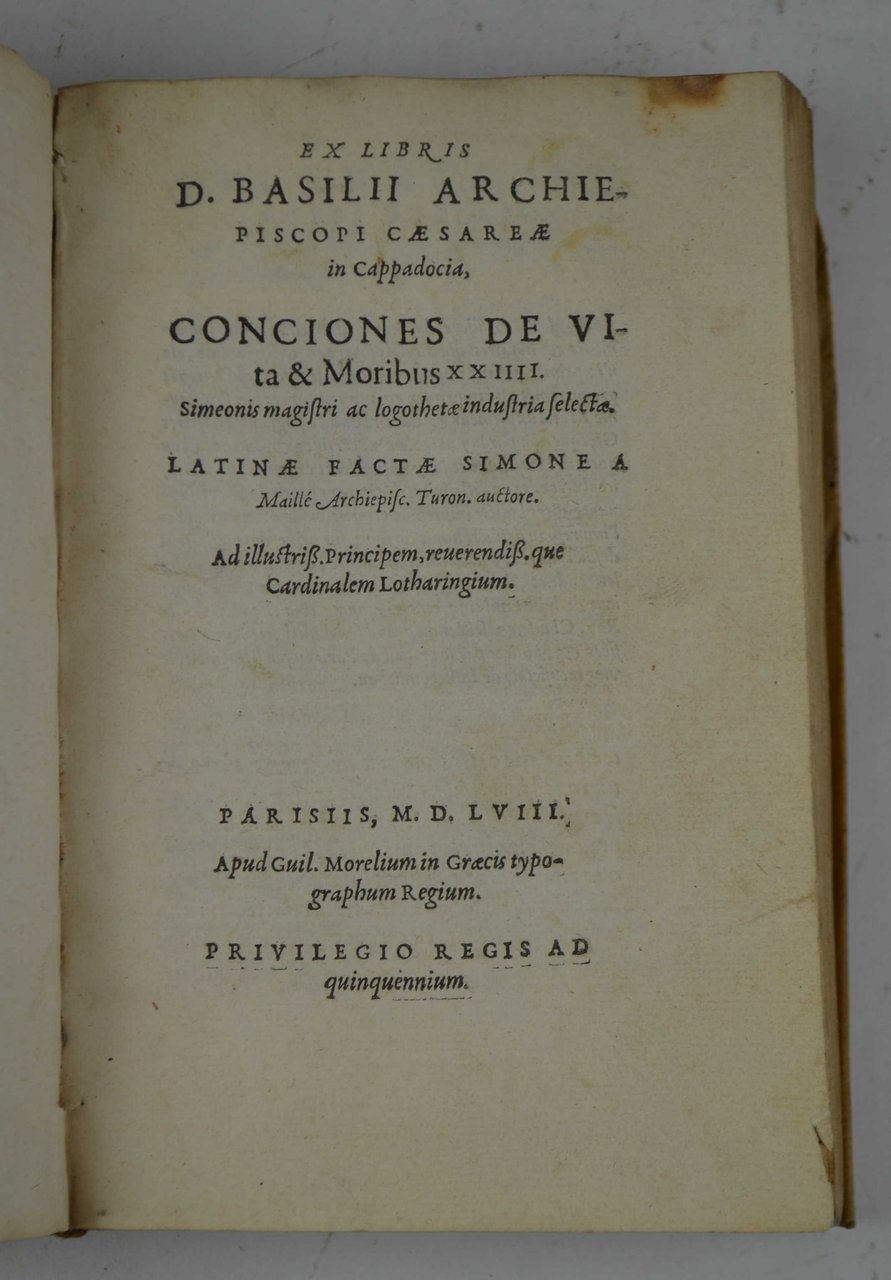 EX LIBRIS
D. BASILII ARCHIE-
PISCOPI CÆSAREÆ
in Cappadocia,
CONCIONES DE VI-
ta & Moribus XXIIII.
Simeonis magiſtri ac logothetæ induſtria ſelectæ.
LATINÆ FACTÆ SIMONE A
Maillé Archiepiſc. Turon. auctore.
Ad illuſtriß. Principem, reuerendiß. que
Cardinalem Lotharingium.
PARISIIS, M. D. LVIII.
Apud Guil. Morelium in Græcis typo-
graphum Regium.
PRIVILEGIO REGIS AD
quinquennium.